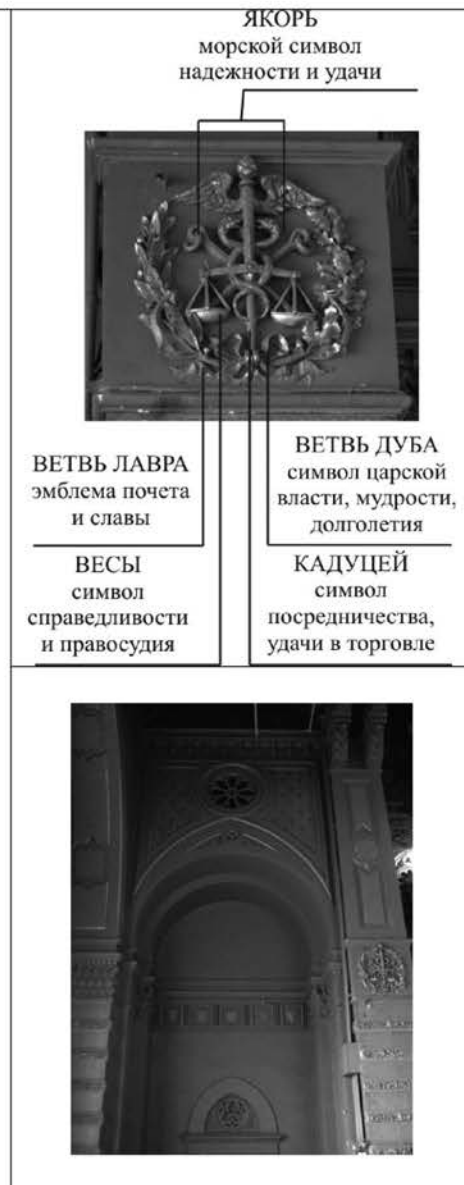 ЯКОРЬ
морской символ
надежности и удачи
ВЕТВЬ ЛАВРА
эмблема почета
и славы
ВЕТВЬ ДУБА
символ царской
власти, мудрости,
долголетия
ВЕСЫ
символ
справедливости
и правосудия
КАДУЦЕЙ
символ
посредничества,
удачи в торговле